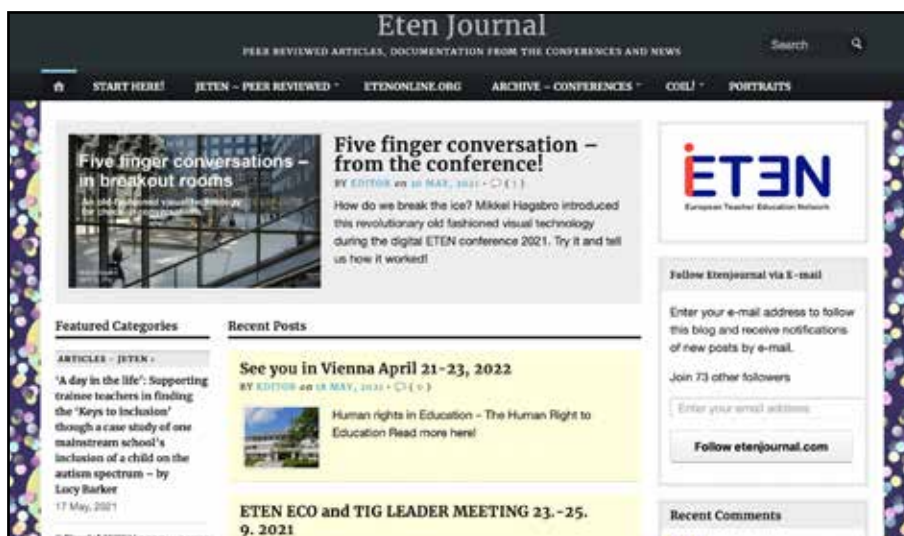 Eten Journal
PEER REVIEWED ARTICLES, DOCUMENTATION FROM THE CONFERENCES AND NEWS
Search
START HERE!
JETEN – PEER REVIEWED
ETENONLINE.ORG
ARCHIVE – CONFERENCES
COIL!
PORTRAITS
Five finger conversations –
in breakout rooms
An old fashioned visual technology
Five finger conversation –
from the conference!
BY EDITOR on 20 MAY, 2021 • ( 1 )
How do we break the ice? Mikkel Høgsbro introduced
this revolutionary old fashioned visual technology
during the digital ETEN conference 2021. Try it and tell
us how it worked!
ETEN
European Teacher Education Network
Follow Etenjournal via E-mail
Enter your e-mail address to follow
this blog and receive notifications
of new posts by e-mail.
Join 73 other followers
Enter your email address
Follow etenjournal.com
Recent Comments
Featured Categories
ARTICLES - JETEN »
'A day in the life': Supporting
trainee teachers in finding
the 'Keys to inclusion'
though a case study of one
mainstream school's
inclusion of a child on the
autism spectrum – by
Lucy Barker
17 May, 2021
Recent Posts
See you in Vienna April 21-23, 2022
BY EDITOR on 18 MAY, 2021 • ( 0 )
Human rights in Education – The Human Right to
Education Read more here!
ETEN ECO and TIG LEADER MEETING 23.-25.
9. 2021